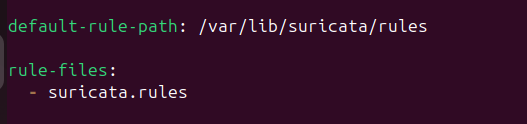 default-rule-path: /var/lib/suricata/rules
rule-files:
- suricata.rules